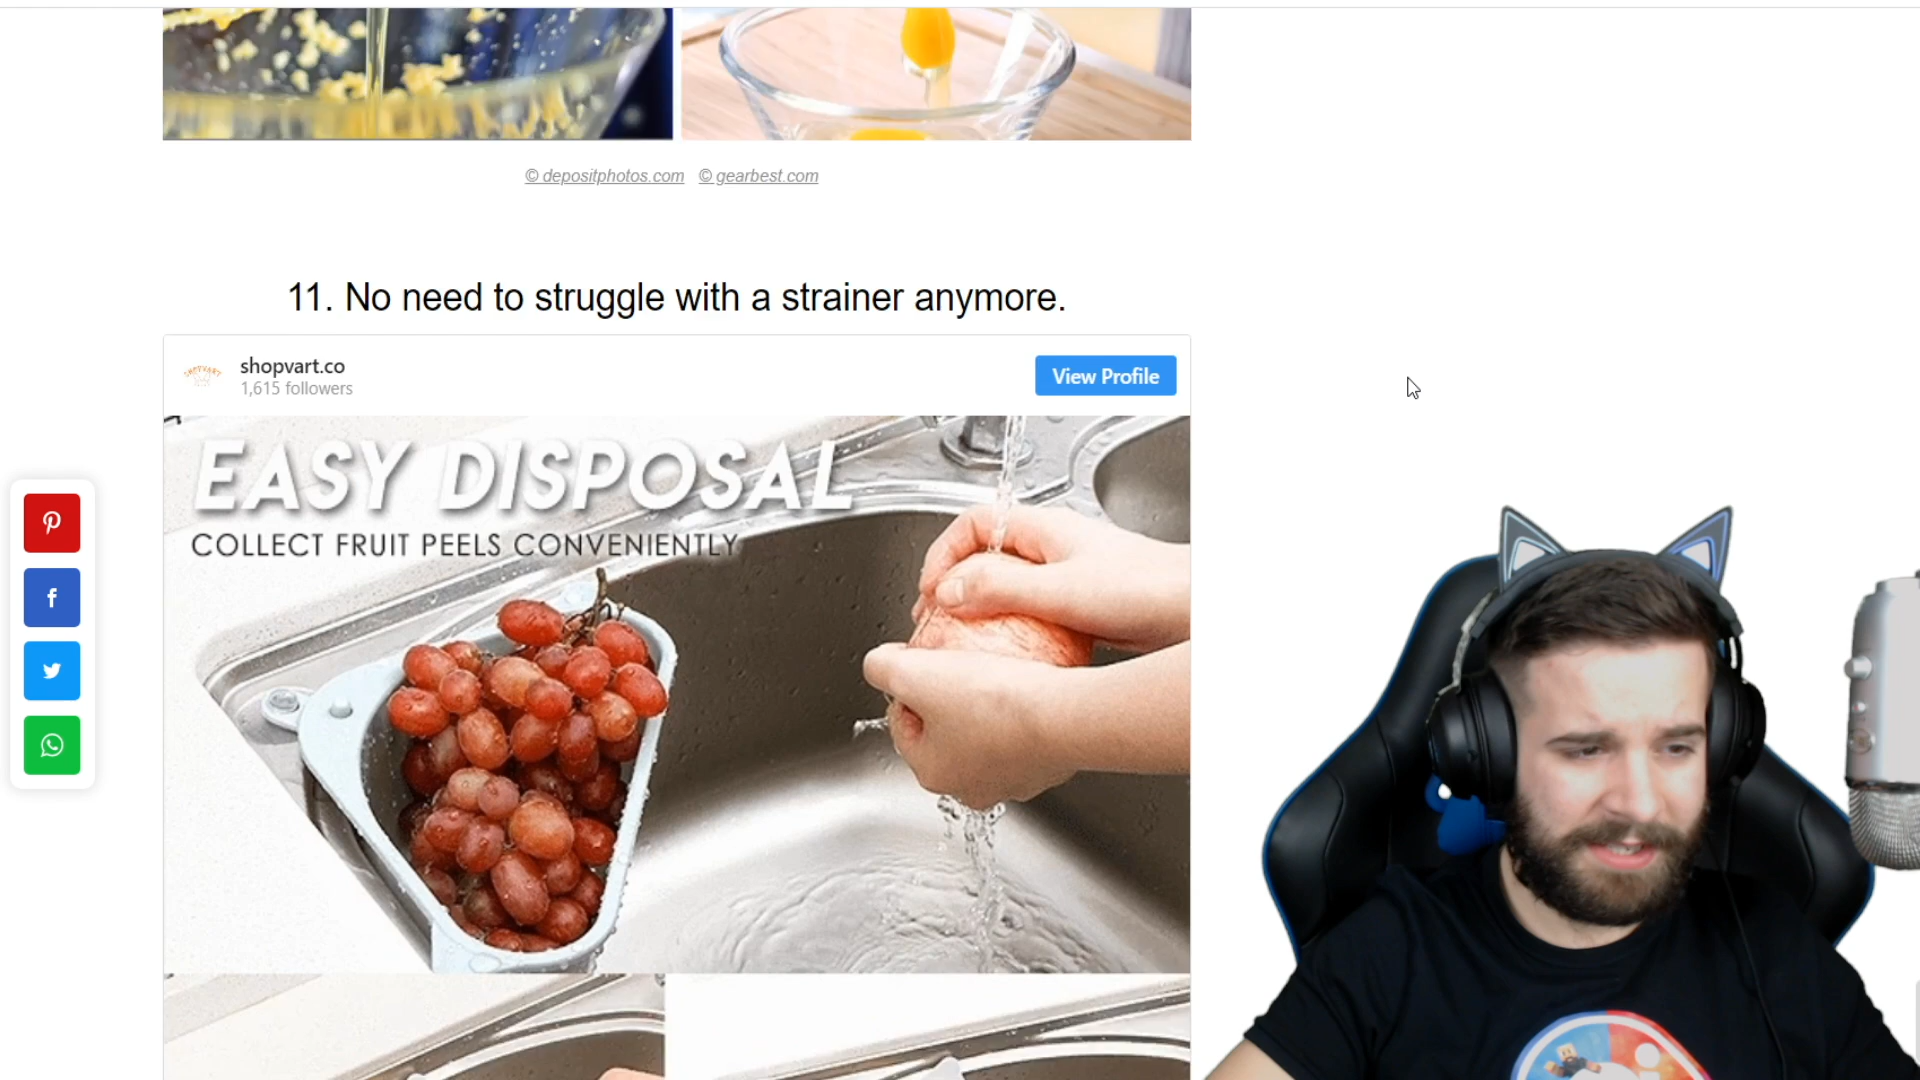 © depositphotos.com © gearbest.com
11. No need to struggle with a strainer anymore.
shopvart.co
1,615 followers
View Profile
EASY DISPOSAL
COLLECT FRUIT PEELS CONVENIENTLY